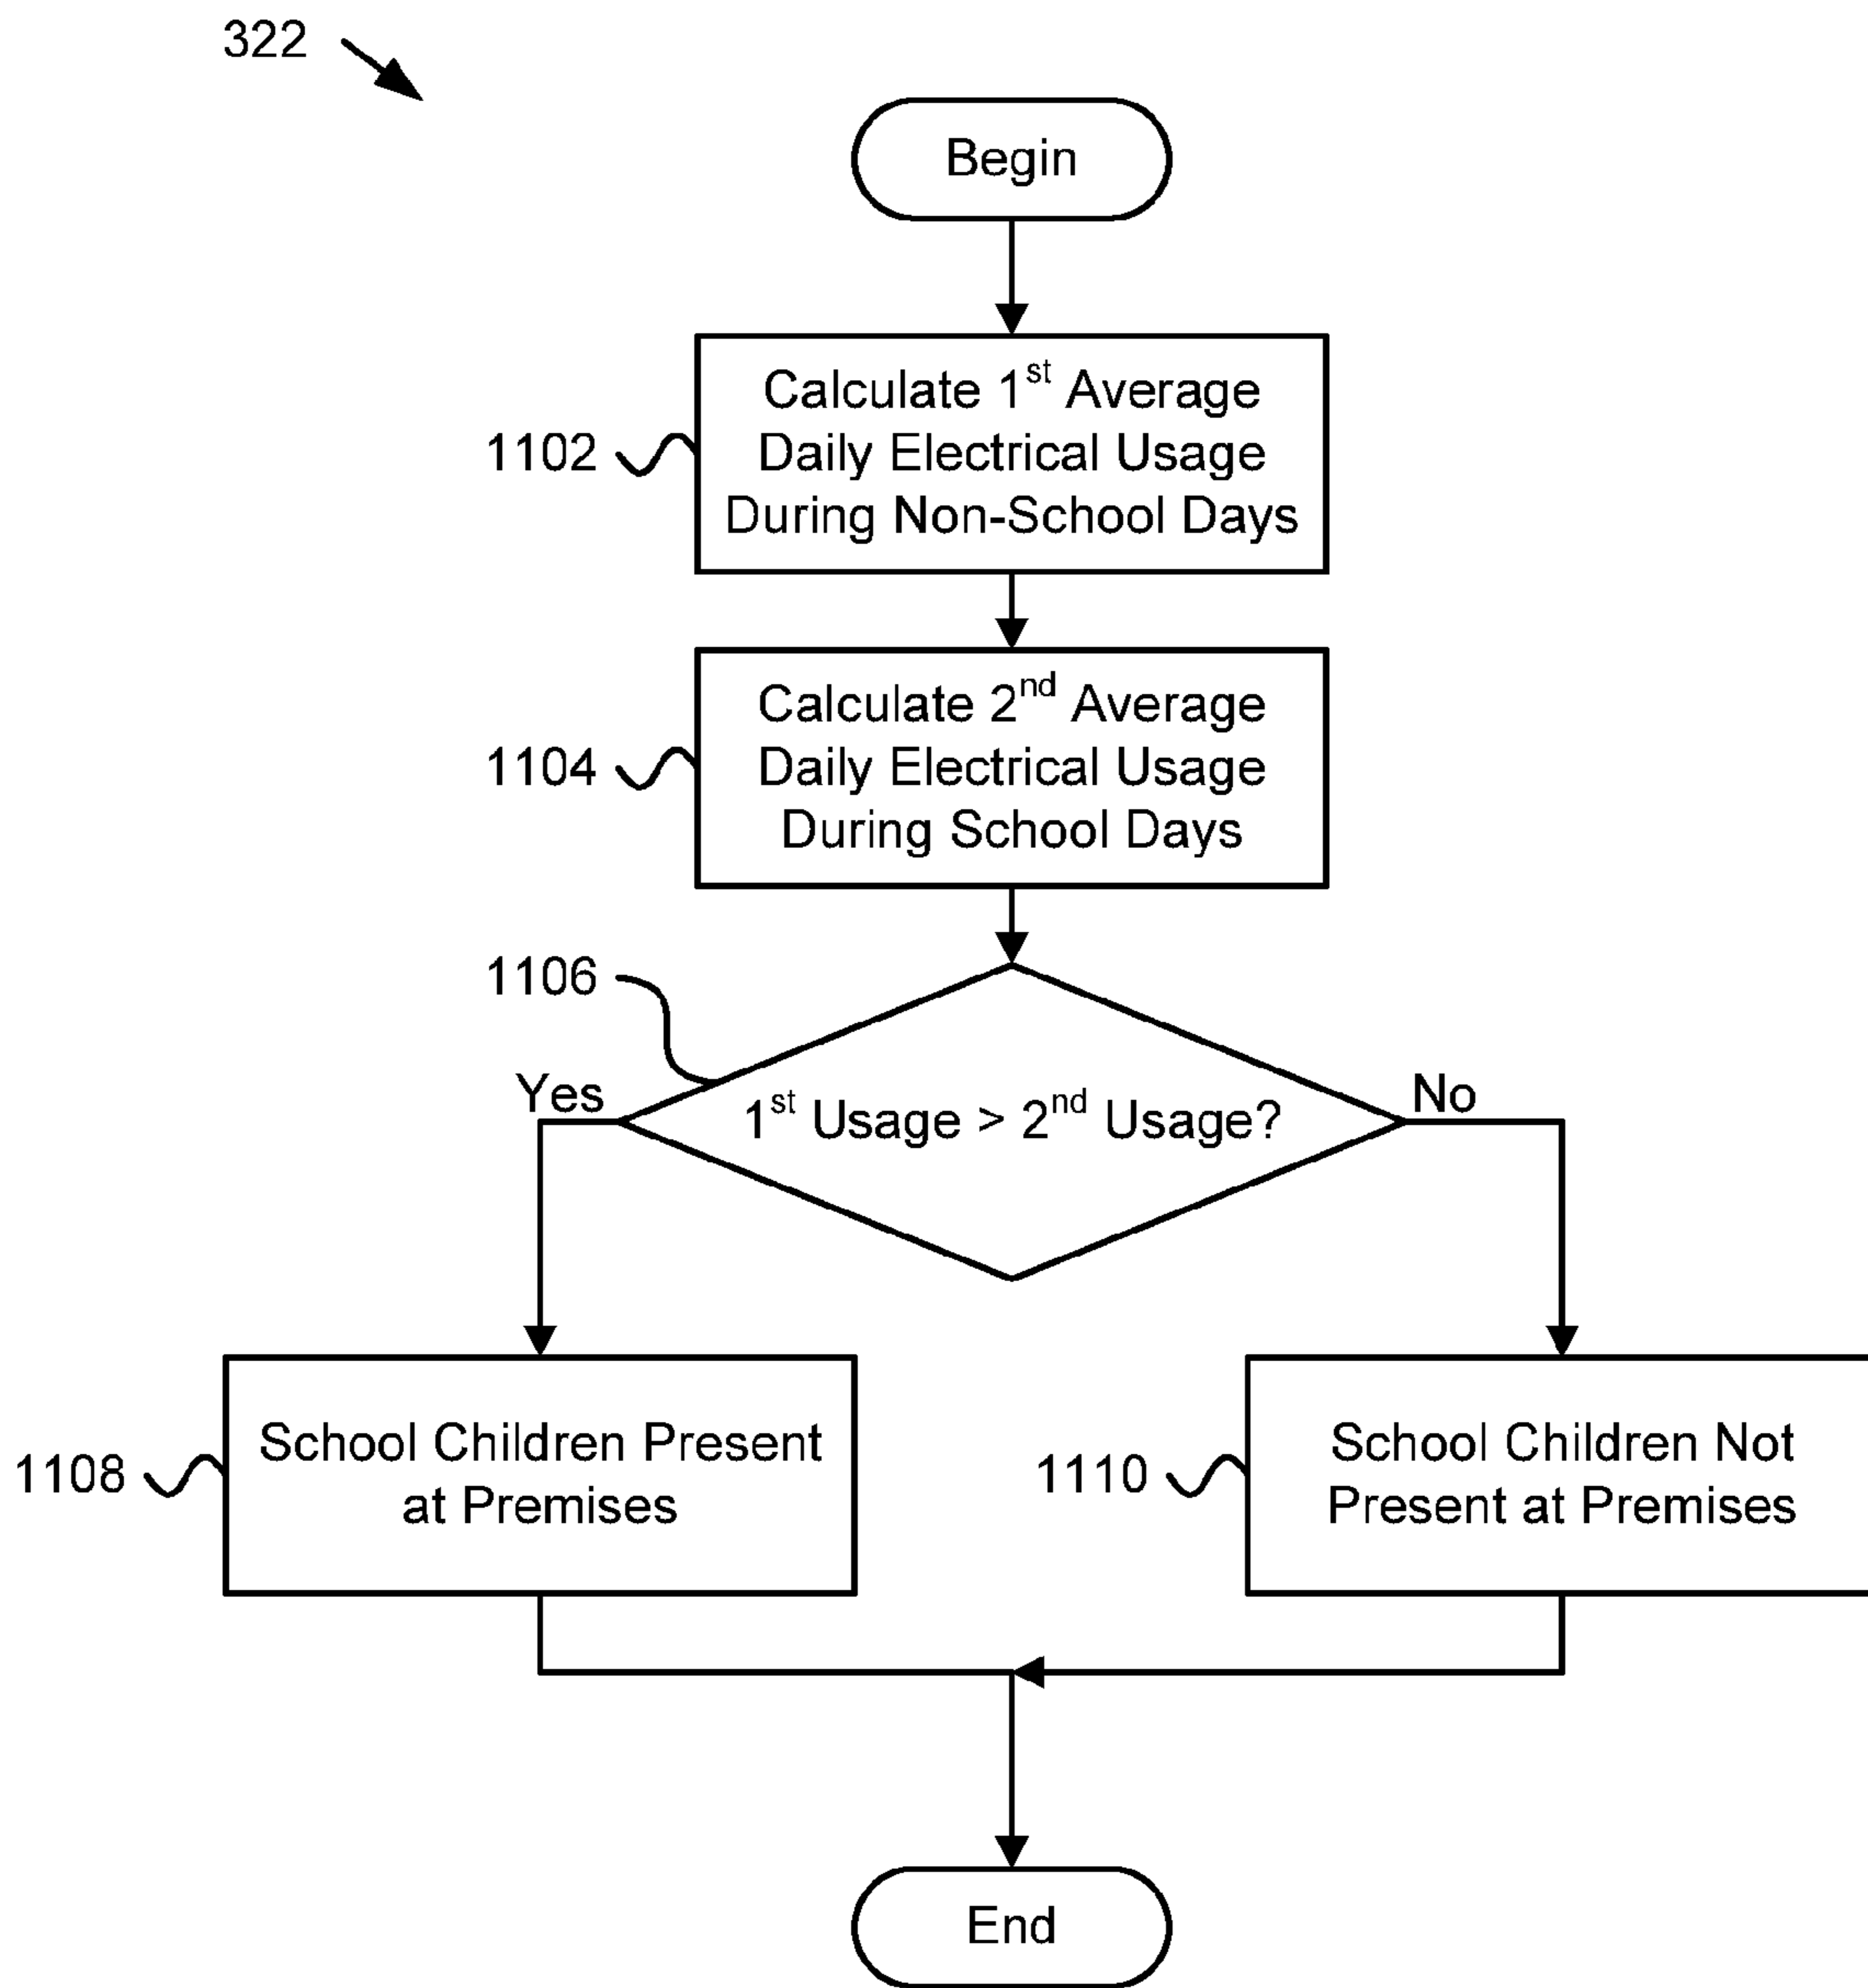 322
Begin
1102
Calculate 1st Average
Daily Electrical Usage
During Non-School Days
1104
Calculate 2nd Average
Daily Electrical Usage
During School Days
1106
Yes
1st Usage > 2nd Usage?
No
1108
School Children Present
at Premises
1110
School Children Not
Present at Premises
End